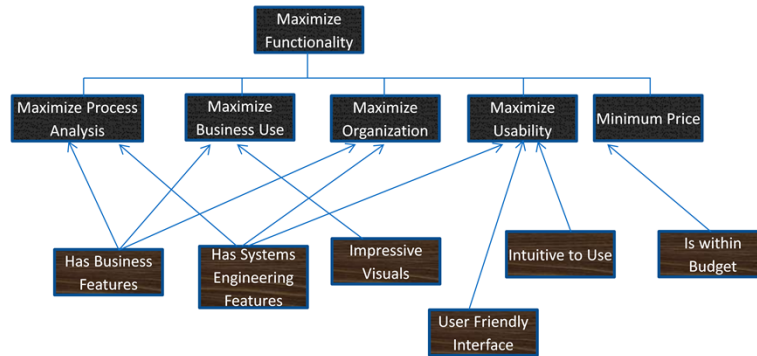 Maximize
Functionality
Maximize Process
Analysis
Maximize
Business Use
Maximize
Organization
Maximize
Usability
Minimum Price
Has Business
Features
Has Systems
Engineering
Features
Impressive
Visuals
Intuitive to Use
Is within
Budget
User Friendly
Interface